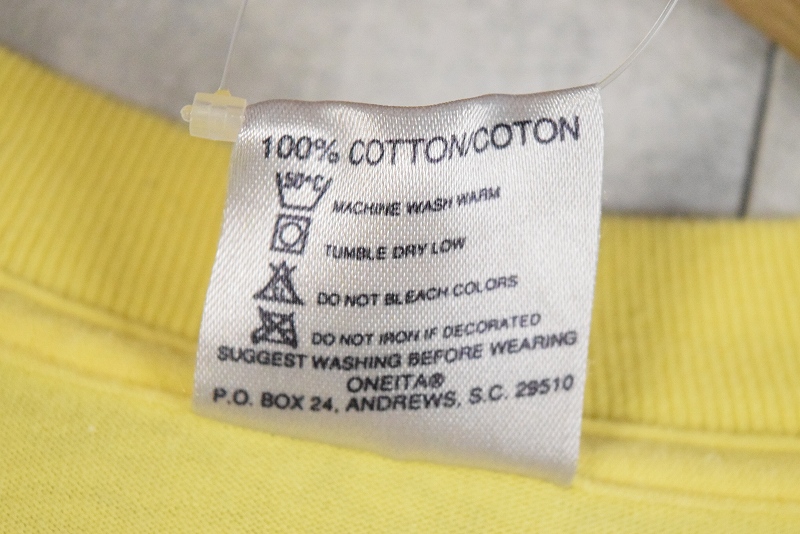 100% COTTON/COTON
50°C
MACHINE WASH WARM
TUMBLE DRY LOW
DO NOT BLEACH COLORS
DO NOT IRON IF DECORATED
SUGGEST WASHING BEFORE WEARING
ONEITA®
P.O. BOX 24, ANDREWS, S.C. 29510